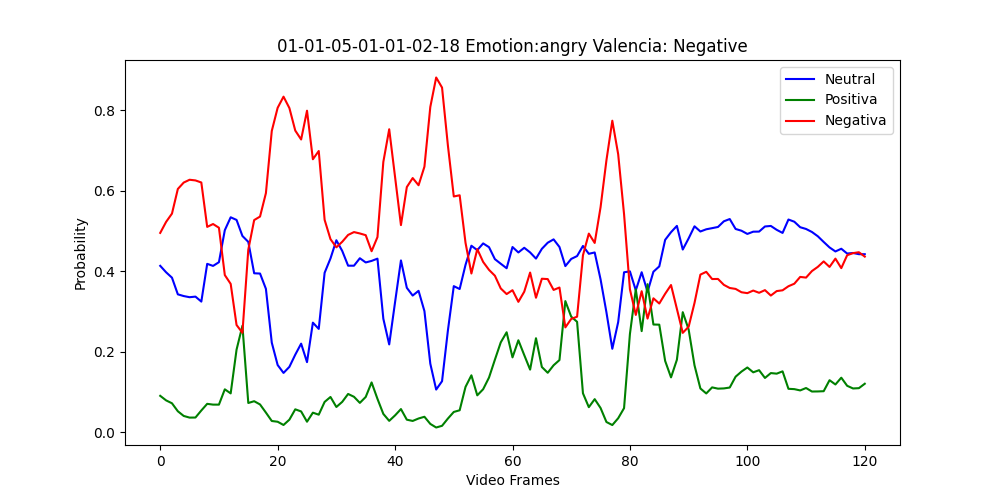 01-01-05-01-01-02-18 Emotion:angry Valencia: Negative
Neutral
Positiva
Negativa
Probability
0.8
0.6
0.4
0.2
0.0
0 20 40 60 80 100 120
Video Frames